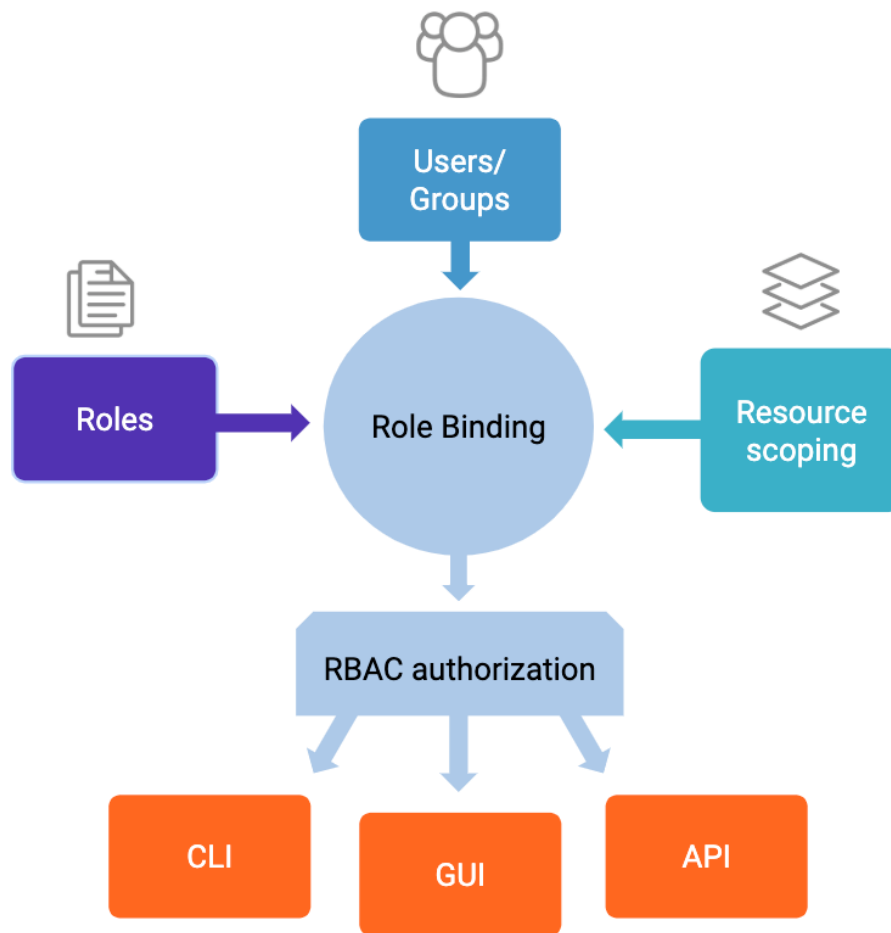 Users/
Groups
Roles
Role Binding
Resource
scoping
RBAC authorization
CLI
GUI
API